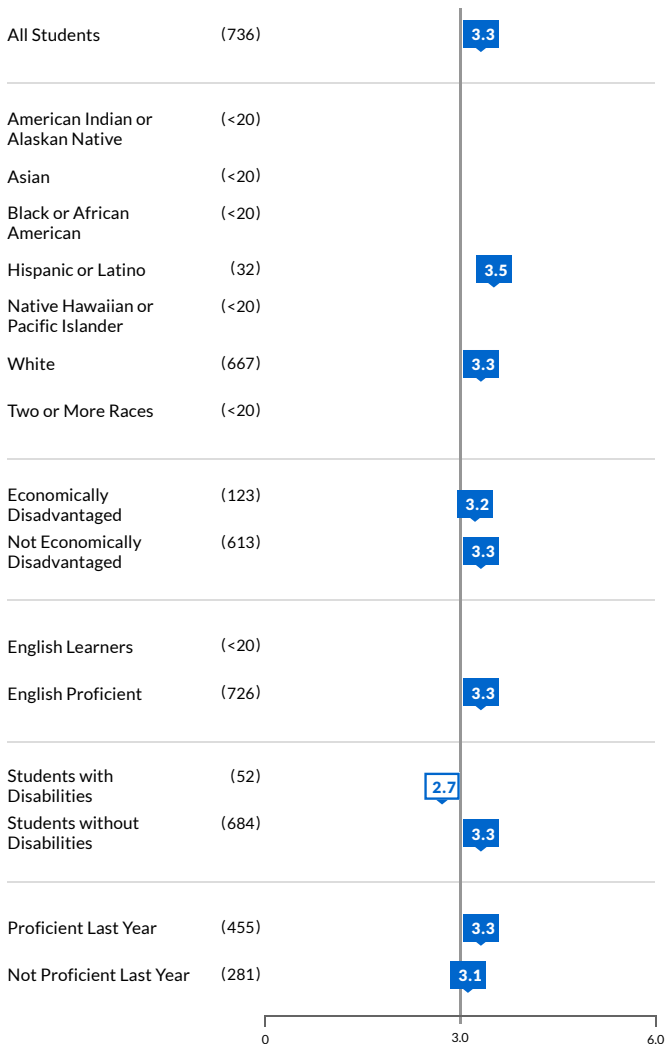 All Students (736) 3.3
American Indian or (<20)
Alaskan Native
Asian (<20)
Black or African (<20)
American
Hispanic or Latino (32) 3.5
Native Hawaiian or (<20)
Pacific Islander
White (667) 3.3
Two or More Races (<20)
Economically (123) 3.2
Disadvantaged
Not Economically (613) 3.3
Disadvantaged
English Learners (<20)
English Proficient (726) 3.3
Students with (52) 2.7
Disabilities
Students without (684) 3.3
Disabilities
Proficient Last Year (455) 3.3
Not Proficient Last Year (281) 3.1
0 3.0 6.0